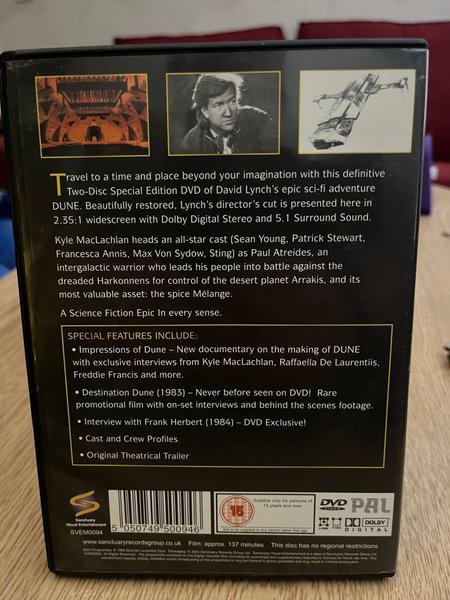 Travel to a time and place beyond your imagination with this definitive
Two-Disc Special Edition DVD of David Lynch's epic sci-fi adventure
DUNE. Beautifully restored, Lynch's director's cut is presented here in
2.35:1 widescreen with Dolby Digital Stereo and 5.1 Surround Sound.
Kyle MacLachlan heads an all-star cast (Sean Young, Patrick Stewart,
Francesca Annis, Max Von Sydow, Sting) as Paul Atreides, an
intergalactic warrior who leads his people into battle against the
dreaded Harkonnens for control of the desert planet Arrakis, and its
most valuable asset: the spice Mélange.
A Science Fiction Epic In every sense.
SPECIAL FEATURES INCLUDE:
• Impressions of Dune – New documentary on the making of DUNE
with exclusive interviews from Kyle MacLachlan, Raffaella De Laurentiis,
Freddie Francis and more.
• Destination Dune (1983) – Never before seen on DVD! Rare
promotional film with on-set interviews and behind the scenes footage.
• Interview with Frank Herbert (1984) – DVD Exclusive!
• Cast and Crew Profiles
• Original Theatrical Trailer
Sanctuary
Visual Entertainment
SVEM0094
5 050749 500946
15
Suitable only for persons of
15 years and over
Not to be supplied to any person below that age
DVD
VIDEO
PAL
DOLBY
DIGITAL
www.sanctuaryrecordsgroup.co.uk Film: approx. 137 minutes This disc has no regional restrictions